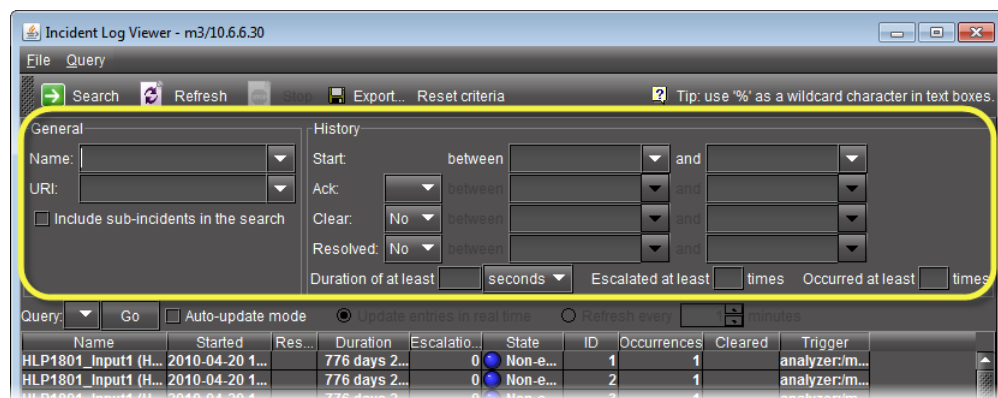 Incident Log Viewer - m3/10.6.6.30
File Query
Search Refresh Stop Export... Reset criteria Tip: use '%' as a wildcard character in text boxes.
General History
Name: Start: between and
URI: Ack: between and
Include sub-incidents in the search Clear: No between and
Resolved: No between and
Duration of at least seconds Escalated at least times Occurred at least times
Query: Go Auto-update mode Update entries in real time Refresh every 1 minutes
Name Started Res... Duration Escalatio... State ID Occurrences Cleared Trigger
HLP1801_Input1 (H... 2010-04-20 1... 776 days 2... 0 Non-e... 1 1 analyzer:/m...
HLP1801_Input1 (H... 2010-04-20 1... 776 days 2... 0 Non-e... 2 1 analyzer:/m...